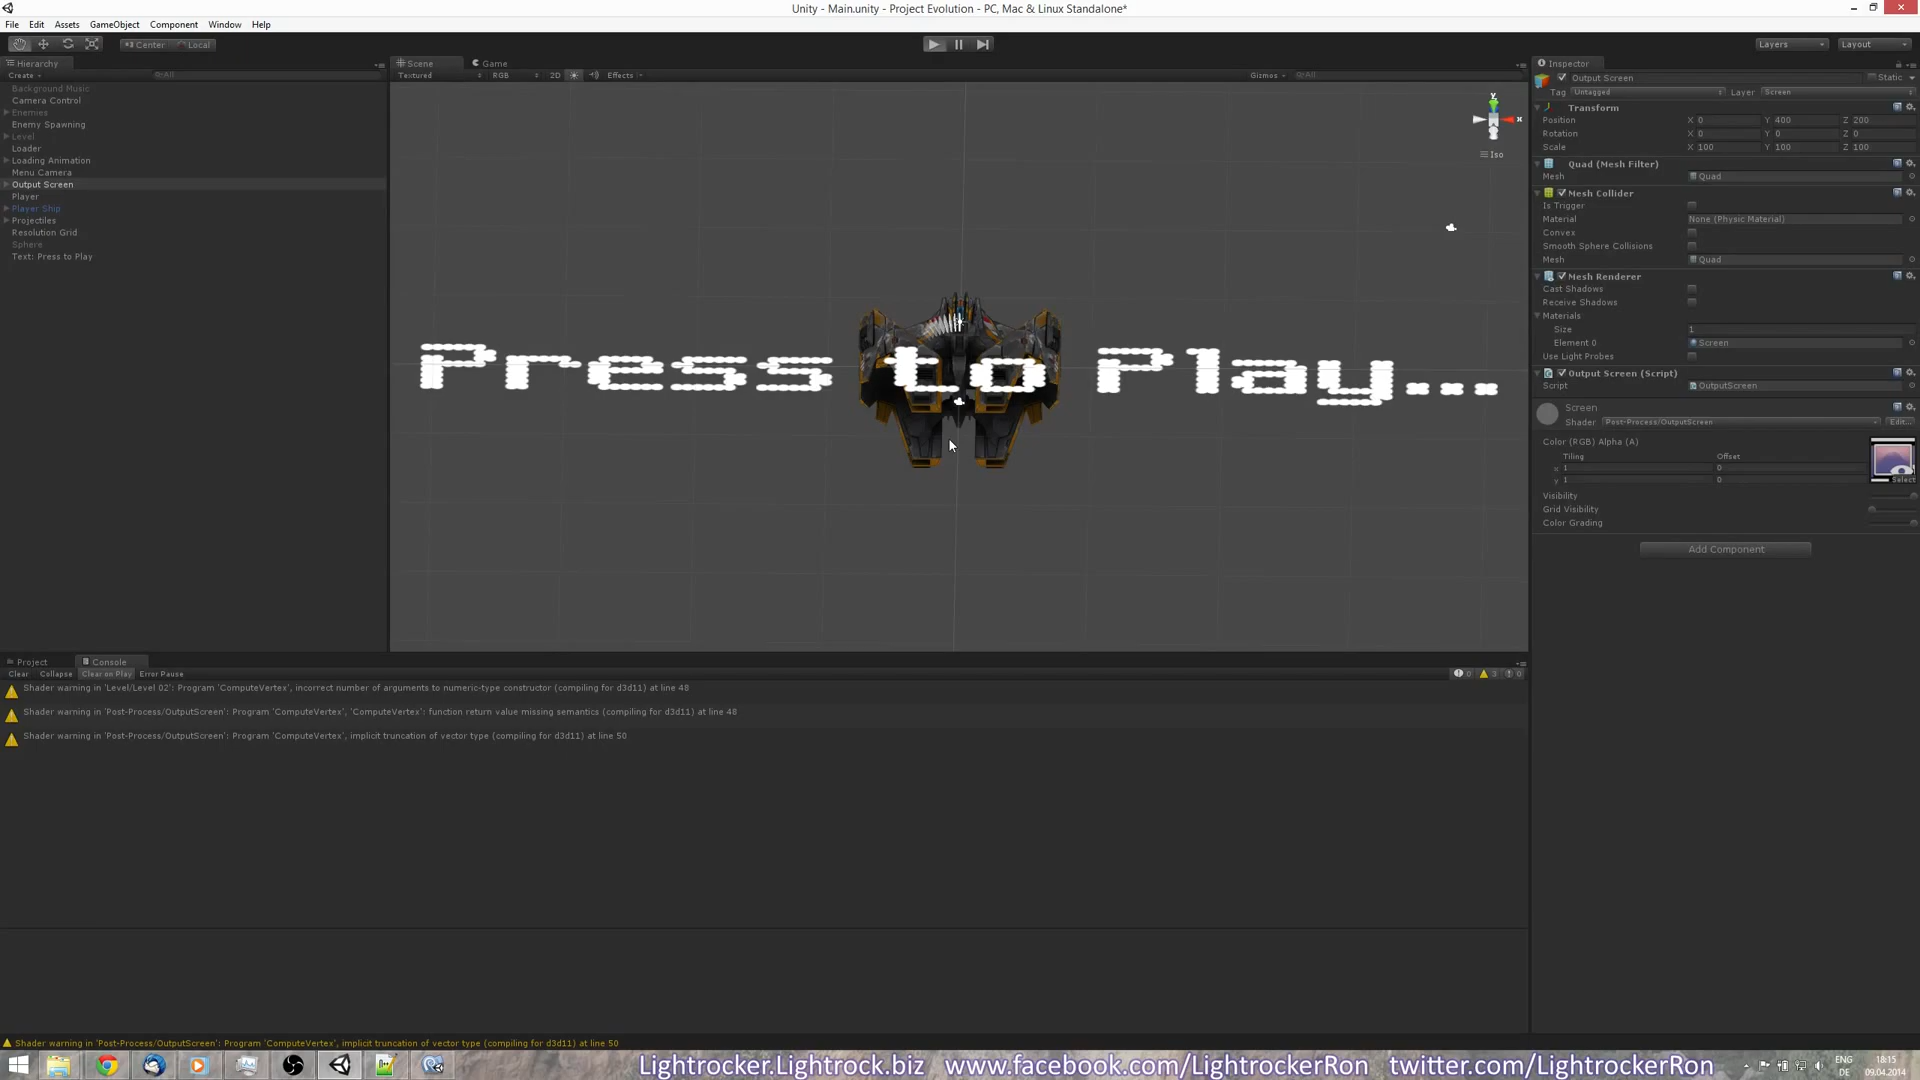 Unity - Main.unity - Project Evolution - PC, Mac & Linux Standalone*
File Edit Assets GameObject Component Window Help
Center Local
Layers
Layout
Hierarchy
Create
All
Background Music
Camera Control
Enemies
Enemy Spawning
Level
Loader
Loading Animation
Menu Camera
Output Screen
Player
Player Ship
Projectiles
Resolution Grid
Sphere
Text: Press to Play
Scene Game
Textured RGB 2D Effects Gizmos All
y
x
Iso
Press to Play...
Inspector
Output Screen Static
Tag Untagged Layer Screen
Transform
Position X 0 Y 400 Z 200
Rotation X 0 Y 0 Z 0
Scale X 100 Y 100 Z 100
Quad (Mesh Filter)
Mesh Quad
Mesh Collider
Is Trigger
Material None (Physic Material)
Convex
Smooth Sphere Collisions
Mesh Quad
Mesh Renderer
Cast Shadows
Receive Shadows
Materials
Size 1
Element 0 Screen
Use Light Probes
Output Screen (Script)
Script OutputScreen
Screen
Shader Post-Process/OutputScreen Edit...
Color (RGB) Alpha (A)
Tiling Offset
x 1 0
y 1 0
Select
Visibility
Grid Visibility
Color Grading
Add Component
Project Console
Clear Collapse Clear on Play Error Pause 0 3 0
Shader warning in 'Level/Level 02': Program 'ComputeVertex', incorrect number of arguments to numeric-type constructor (compiling for d3d11) at line 48
Shader warning in 'Post-Process/OutputScreen': Program 'ComputeVertex', 'ComputeVertex': function return value missing semantics (compiling for d3d11) at line 48
Shader warning in 'Post-Process/OutputScreen': Program 'ComputeVertex', implicit truncation of vector type (compiling for d3d11) at line 50
Shader warning in 'Post-Process/OutputScreen': Program 'ComputeVertex', implicit truncation of vector type (compiling for d3d11) at line 50
Lightrocker.Lightrock.biz www.facebook.com/LightrockerRon twitter.com/LightrockerRon
ENG
DE
18:15
09.04.2014